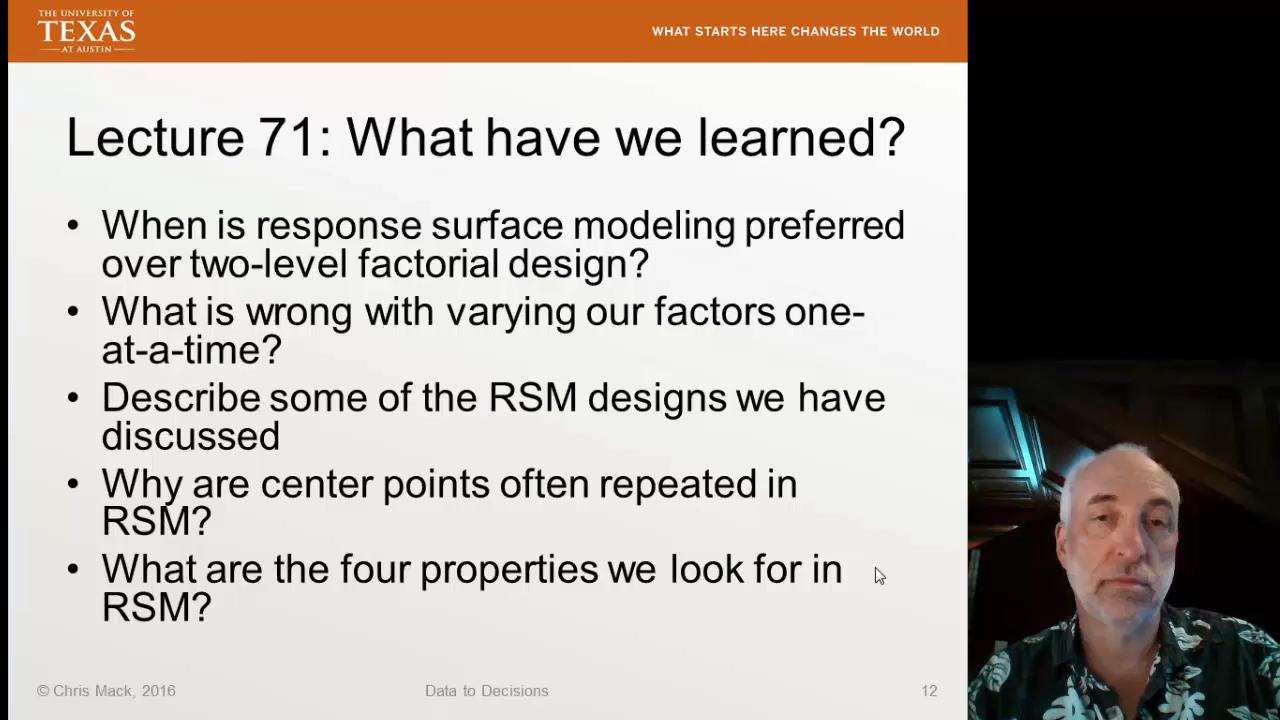 THE UNIVERSITY OF
TEXAS
AT AUSTIN
WHAT STARTS HERE CHANGES THE WORLD
Lecture 71: What have we learned?
• When is response surface modeling preferred
over two-level factorial design?
• What is wrong with varying our factors one-
at-a-time?
• Describe some of the RSM designs we have
discussed
• Why are center points often repeated in
RSM?
• What are the four properties we look for in
RSM?
© Chris Mack, 2016
Data to Decisions
12